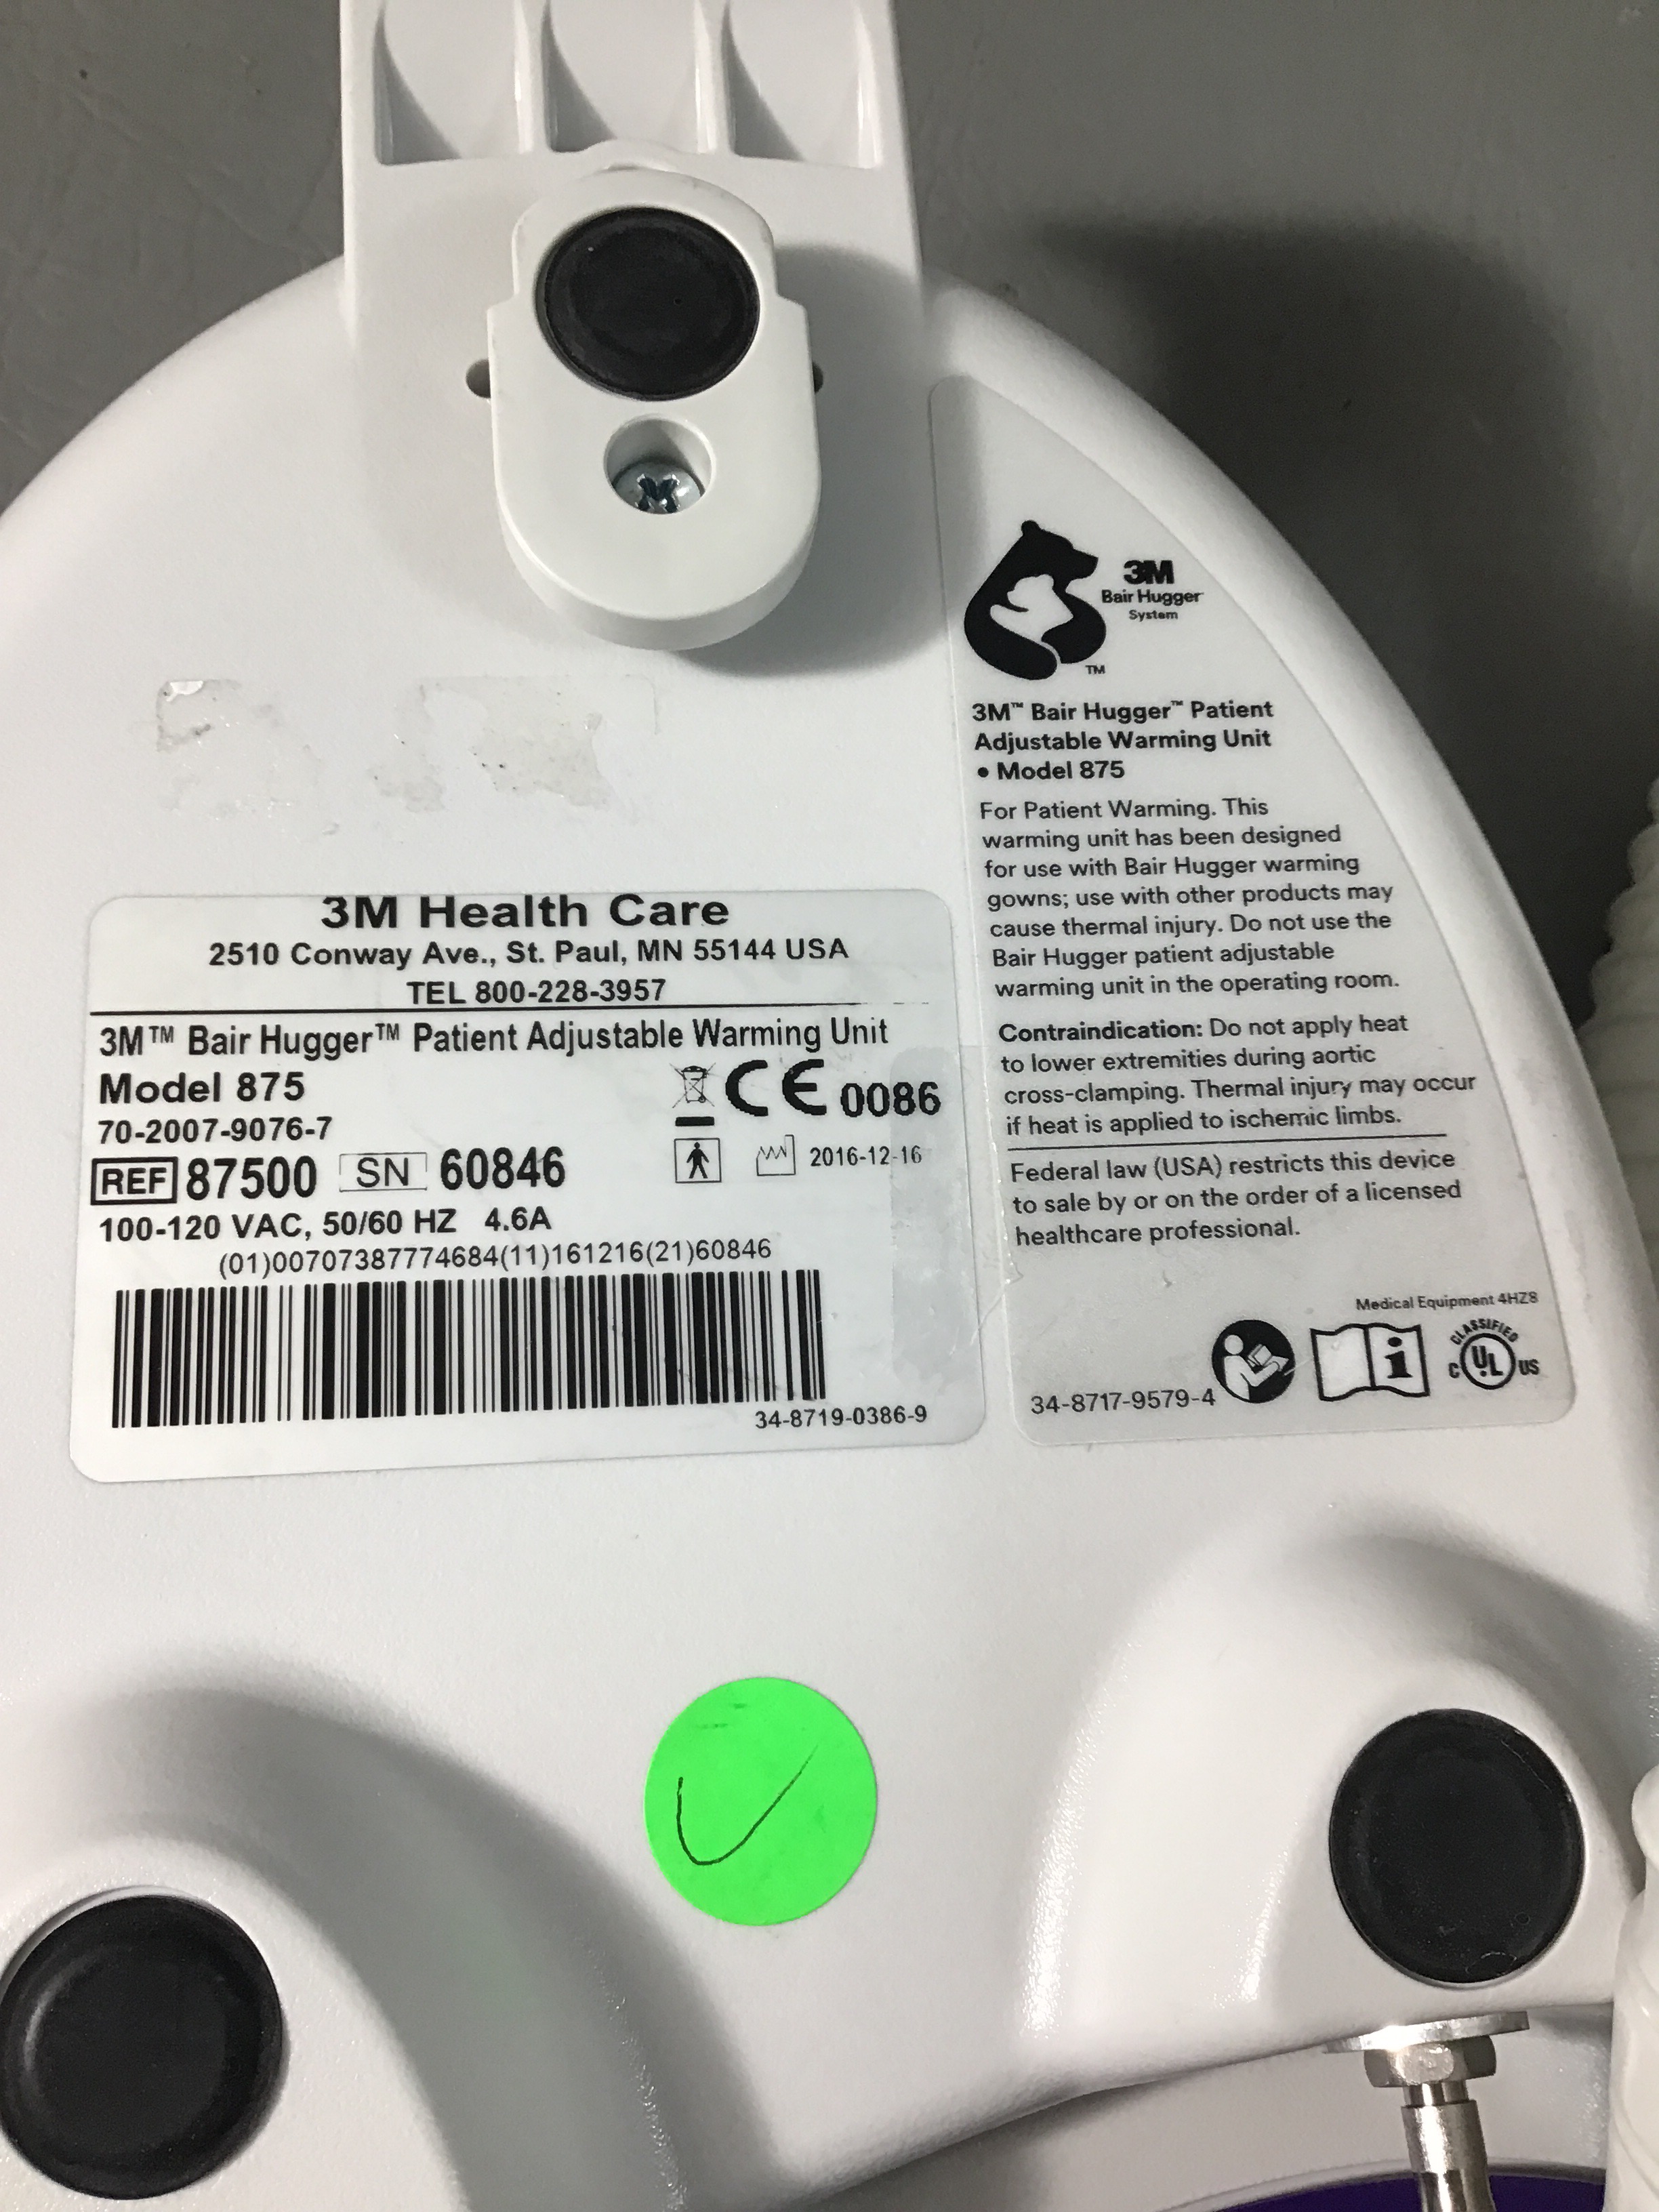 3M Health Care
2510 Conway Ave., St. Paul, MN 55144 USA
TEL 800-228-3957
3M™ Bair Hugger™ Patient Adjustable Warming Unit
Model 875
70-2007-9076-7
CE 0086
REF 87500 SN 60846
2016-12-16
100-120 VAC, 50/60 HZ 4.6A
(01)00707387774684(11)161216(21)60846
34-8719-0386-9
3M
Bair Hugger
System
TM
3M™ Bair Hugger™ Patient
Adjustable Warming Unit
• Model 875
For Patient Warming. This
warming unit has been designed
for use with Bair Hugger warming
gowns; use with other products may
cause thermal injury. Do not use the
Bair Hugger patient adjustable
warming unit in the operating room.
Contraindication: Do not apply heat
to lower extremities during aortic
cross-clamping. Thermal injury may occur
if heat is applied to ischemic limbs.
Federal law (USA) restricts this device
to sale by or on the order of a licensed
healthcare professional.
Medical Equipment 4HZ8
CLASSIFIED
C UL US
34-8717-9579-4